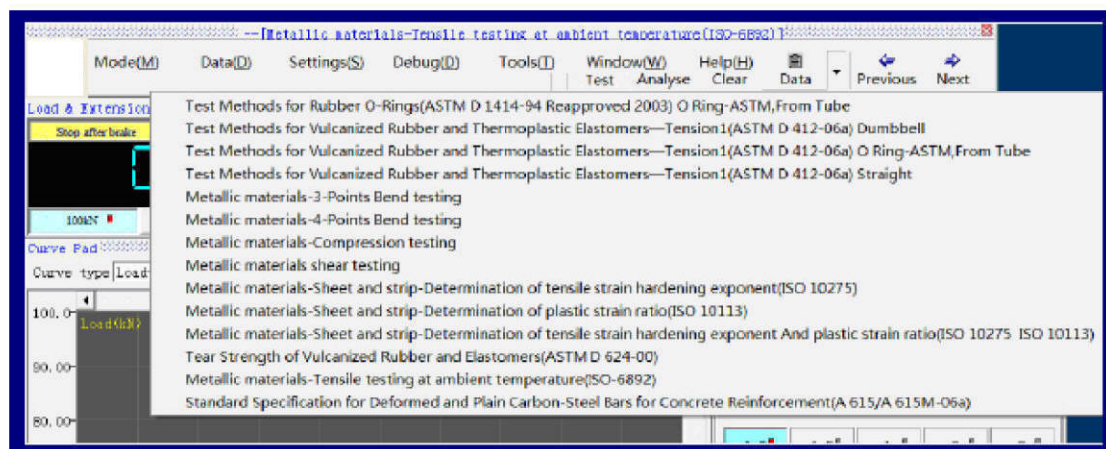 --[Metallic materials-Tensile testing at ambient temperature(ISO-6892)]
Mode(M) Data(D) Settings(S) Debug(D) Tools(T) Window(W) Help(H)
Test Analyse Clear Data Previous Next
Load & Extension
Test Methods for Rubber O-Rings(ASTM D 1414-94 Reapproved 2003) O Ring-ASTM,From Tube
Stop after brake
Test Methods for Vulcanized Rubber and Thermoplastic Elastomers—Tension1(ASTM D 412-06a) Dumbbell
Test Methods for Vulcanized Rubber and Thermoplastic Elastomers—Tension1(ASTM D 412-06a) O Ring-ASTM,From Tube
Test Methods for Vulcanized Rubber and Thermoplastic Elastomers—Tension1(ASTM D 412-06a) Straight
Metallic materials-3-Points Bend testing
100kN
Metallic materials-4-Points Bend testing
Curve Pad
Metallic materials-Compression testing
Curve type Load
Metallic materials shear testing
Metallic materials-Sheet and strip-Determination of tensile strain hardening exponent(ISO 10275)
100.0
Load(kN)
Metallic materials-Sheet and strip-Determination of plastic strain ratio(ISO 10113)
Metallic materials-Sheet and strip-Determination of tensile strain hardening exponent And plastic strain ratio(ISO 10275 ISO 10113)
90.00
Tear Strength of Vulcanized Rubber and Elastomers(ASTM D 624-00)
Metallic materials-Tensile testing at ambient temperature(ISO-6892)
Standard Specification for Deformed and Plain Carbon-Steel Bars for Concrete Reinforcement(A 615/A 615M-06a)
80.00